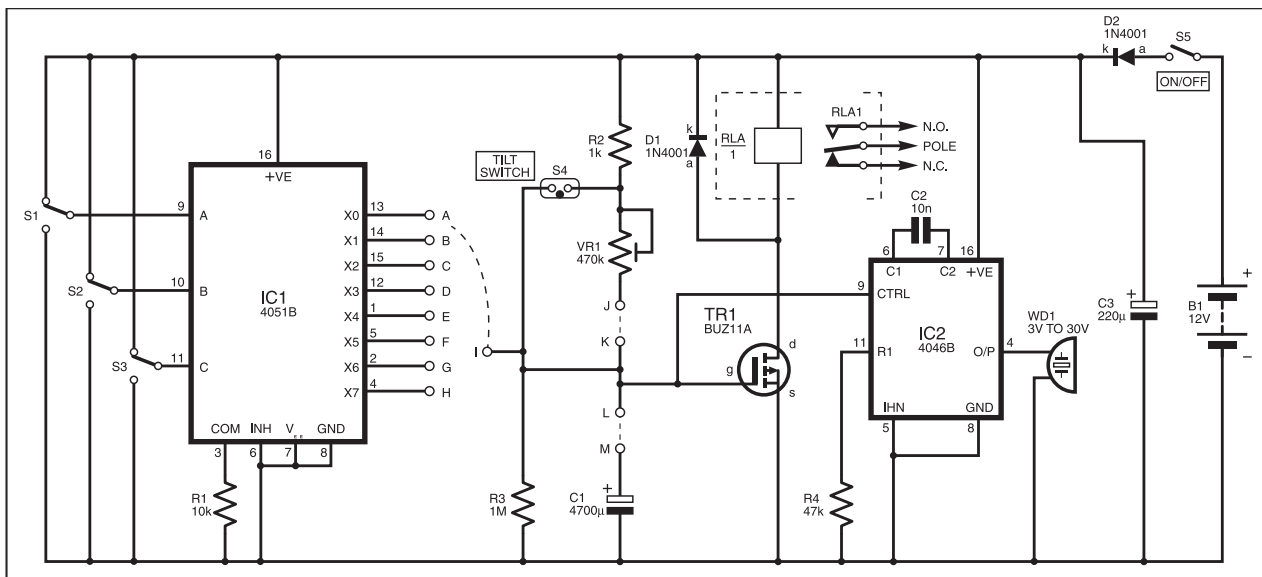 D2
1N4001
k
a
S5
ON/OFF
S1
S2
S3
9
A
10
B
11
C
16
+VE
IC1
4051B
X0
13
A
X1
14
B
X2
15
C
X3
12
D
X4
1
E
X5
5
F
X6
2
G
X7
4
H
COM
INH
VEE
GND
3
6
7
8
R1
10k
I
TILT
SWITCH
S4
R2
1k
VR1
470k
J
K
L
M
R3
1M
+
C1
4700µ
D1
1N4001
k
a
RLA
1
RLA1
N.O.
POLE
N.C.
TR1
BUZ11A
g
d
s
C2
10n
6
7
16
C1
C2
+VE
9
CTRL
IC2
4046B
11
R1
O/P
4
IHN
GND
5
8
R4
47k
WD1
3V TO 30V
+
C3
220µ
+
B1
12V
–